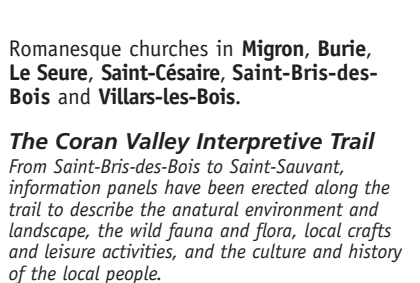 Romanesque churches in Migron, Burie,
Le Seure, Saint-Césaire, Saint-Bris-des-
Bois and Villars-les-Bois.
The Coran Valley Interpretive Trail
From Saint-Bris-des-Bois to Saint-Sauvant,
information panels have been erected along the
trail to describe the anatural environment and
landscape, the wild fauna and flora, local crafts
and leisure activities, and the culture and history
of the local people.